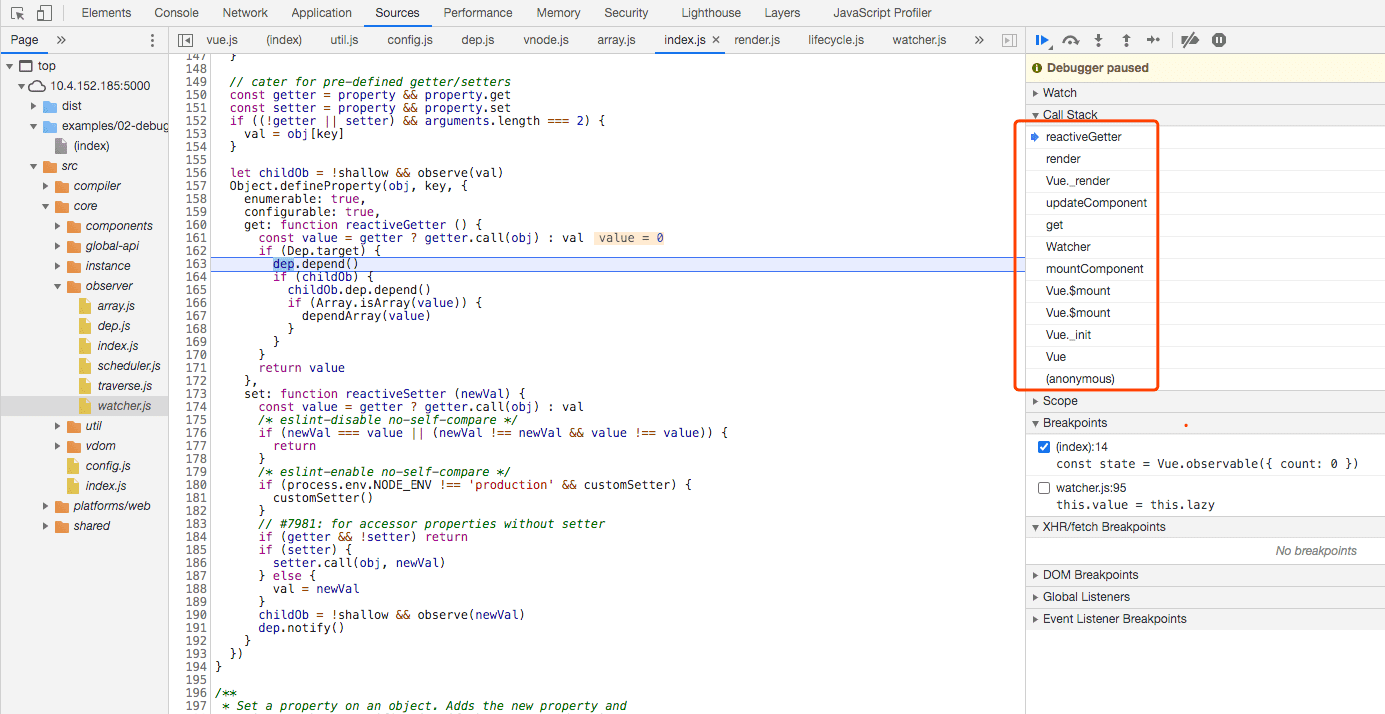 Elements Console Network Application Sources Performance Memory Security Lighthouse Layers JavaScript Profiler
Page »
vue.js (index) util.js config.js dep.js vnode.js array.js index.js × render.js lifecycle.js watcher.js »
top
10.4.152.185:5000
dist
examples/02-debug
(index)
src
compiler
core
components
global-api
instance
observer
array.js
dep.js
index.js
scheduler.js
traverse.js
watcher.js
util
vdom
config.js
index.js
platforms/web
shared
147 }
148
149 // cater for pre-defined getter/setters
150 const getter = property && property.get
151 const setter = property && property.set
152 if ((!getter || setter) && arguments.length === 2) {
153 val = obj[key]
154 }
155
156 let childOb = !shallow && observe(val)
157 Object.defineProperty(obj, key, {
158 enumerable: true,
159 configurable: true,
160 get: function reactiveGetter () {
161 const value = getter ? getter.call(obj) : val value = 0
162 if (Dep.target) {
163 dep.depend()
164 if (childOb) {
165 childOb.dep.depend()
166 if (Array.isArray(value)) {
167 dependArray(value)
168 }
169 }
170 }
171 return value
172 },
173 set: function reactiveSetter (newVal) {
174 const value = getter ? getter.call(obj) : val
175 /* eslint-disable no-self-compare */
176 if (newVal === value || (newVal !== newVal && value !== value)) {
177 return
178 }
179 /* eslint-enable no-self-compare */
180 if (process.env.NODE_ENV !== 'production' && customSetter) {
181 customSetter()
182 }
183 // #7981: for accessor properties without setter
184 if (getter && !setter) return
185 if (setter) {
186 setter.call(obj, newVal)
187 } else {
188 val = newVal
189 }
190 childOb = !shallow && observe(newVal)
191 dep.notify()
192 }
193 })
194 }
195
196 /**
197 * Set a property on an object. Adds the new property and
Debugger paused
Watch
Call Stack
reactiveGetter
render
Vue._render
updateComponent
get
Watcher
mountComponent
Vue.$mount
Vue.$mount
Vue._init
Vue
(anonymous)
Scope
Breakpoints
(index):14
const state = Vue.observable({ count: 0 })
watcher.js:95
this.value = this.lazy
XHR/fetch Breakpoints
No breakpoints
DOM Breakpoints
Global Listeners
Event Listener Breakpoints